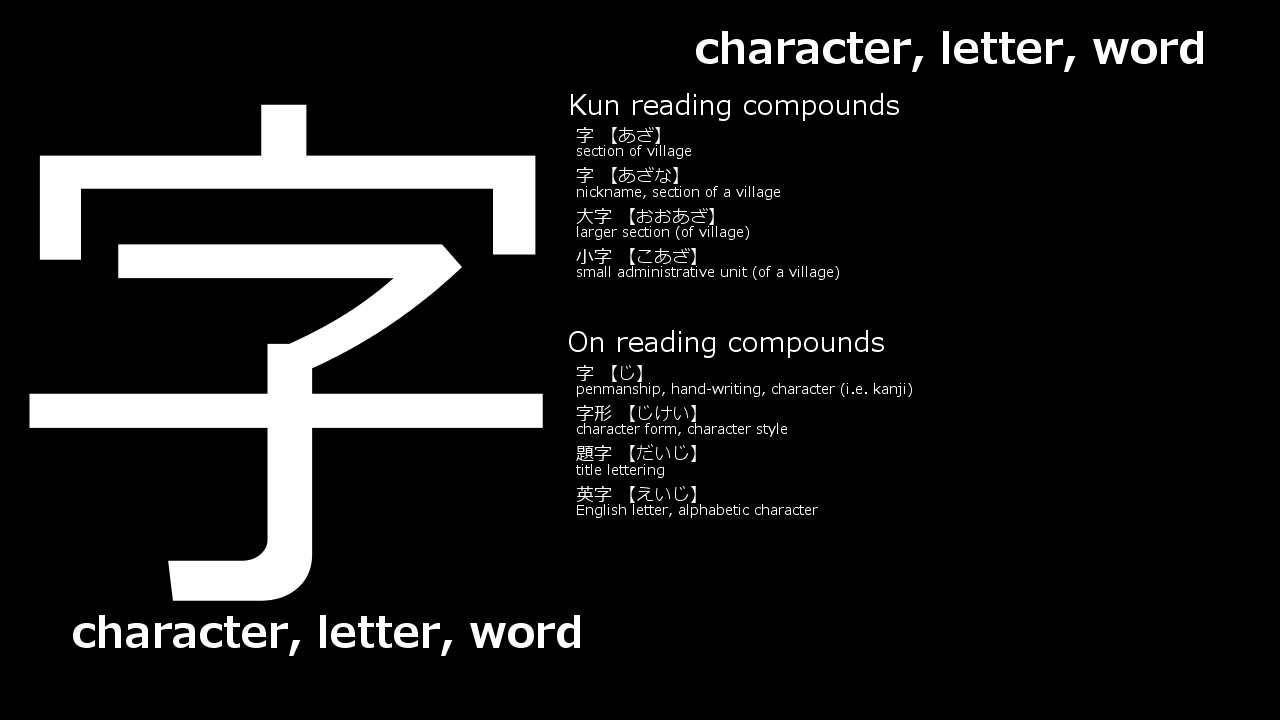 character, letter, word
字
Kun reading compounds
字 【あざ】
section of village
字 【あざな】
nickname, section of a village
大字 【おおあざ】
larger section (of village)
小字 【こあざ】
small administrative unit (of a village)
On reading compounds
字 【じ】
penmanship, hand-writing, character (i.e. kanji)
字形 【じけい】
character form, character style
題字 【だいじ】
title lettering
英字 【えいじ】
English letter, alphabetic character
character, letter, word